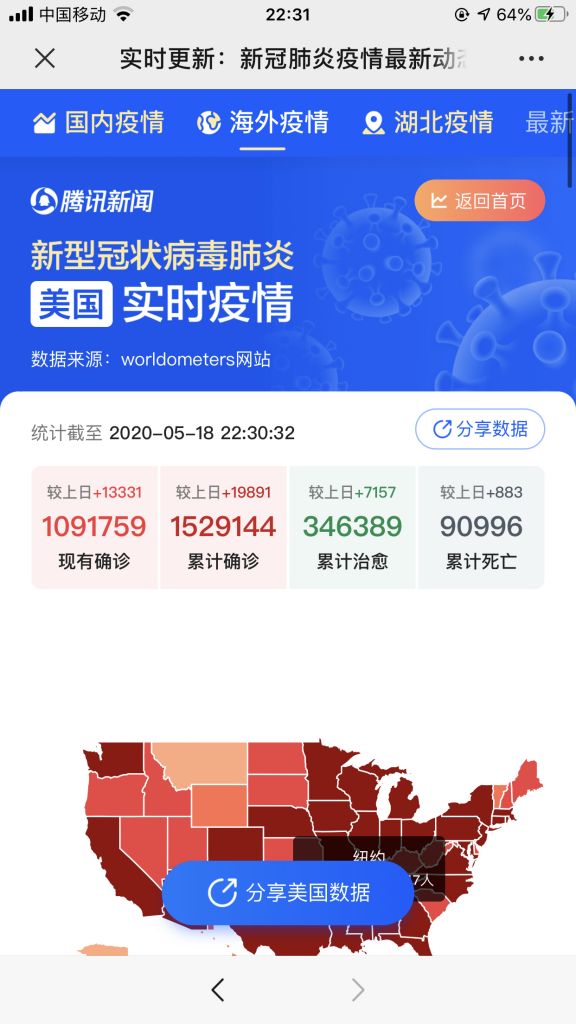 中国移动 22:31 64%
实时更新：新冠肺炎疫情最新动态
国内疫情 海外疫情 湖北疫情 最新
腾讯新闻 返回首页
新型冠状病毒肺炎
美国 实时疫情
数据来源：worldometers网站
统计截至 2020-05-18 22:30:32 分享数据
较上日+13331 较上日+19891 较上日+7157 较上日+883
1091759 1529144 346389 90996
现有确诊 累计确诊 累计治愈 累计死亡
纽约
7人
分享美国数据